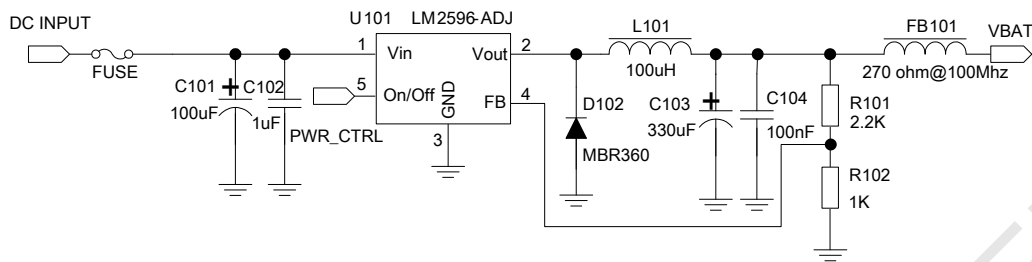 DC INPUT
FUSE
C101
100uF
+
C102
1uF
U101 LM2596-ADJ
1
Vin
Vout
2
5
On/Off
GND
FB
4
3
PWR_CTRL
D102
MBR360
L101
100uH
C103
330uF
+
C104
100nF
R101
2.2K
R102
1K
FB101
270 ohm@100Mhz
VBAT